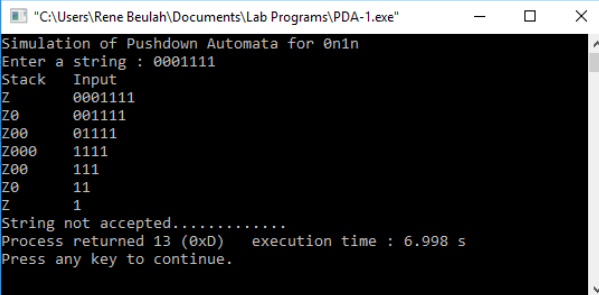 "C:\Users\Rene Beulah\Documents\Lab Programs\PDA-1.exe"
Simulation of Pushdown Automata for 0n1n
Enter a string : 0001111
Stack   Input
Z       0001111
Z0      001111
Z00     01111
Z000    1111
Z00     111
Z0      11
Z       1
String not accepted.............
Process returned 13 (0xD)   execution time : 6.998 s
Press any key to continue.